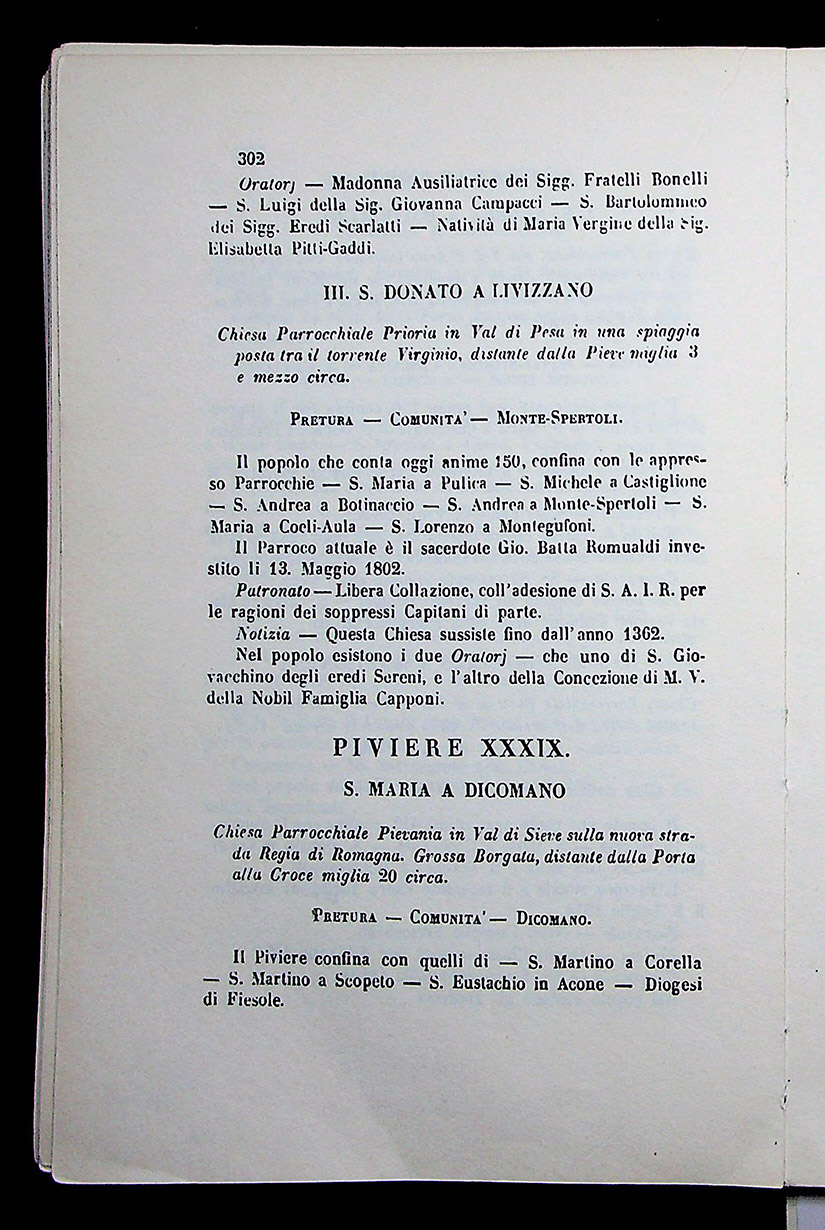 302
Oratorj — Madonna Ausiliatrice dei Sigg. Fratelli Bonelli
— S. Luigi della Sig. Giovanna Campacci — S. Bartolommeo
dei Sigg. Eredi Scarlatti — Natività di Maria Vergine della Sig.
Elisabetta Pitti-Gaddi.
III. S. DONATO A LIVIZZANO
Chiesa Parrocchiale Prioria in Val di Pesa in una spiaggia
posta tra il torrente Virginio, distante dalla Pieve miglia 3
e mezzo circa.
PRETURA — COMUNITA' — MONTE-SPERTOLI.
Il popolo che conta oggi anime 150, confina con le appres-
so Parrocchie — S. Maria a Pulica — S. Michele a Castiglione
— S. Andrea a Botinaccio — S. Andrea a Monte-Spertoli — S.
Maria a Coeli-Aula — S. Lorenzo a Montegufoni.
Il Parroco attuale è il sacerdote Gio. Batta Romualdi inve-
stito li 13. Maggio 1802.
Patronato — Libera Collazione, coll'adesione di S. A. I. R. per
le ragioni dei soppressi Capitani di parte.
Notizia — Questa Chiesa sussiste fino dall'anno 1362.
Nel popolo esistono i due Oratorj — che uno di S. Gio-
vacchino degli eredi Sereni, e l'altro della Concezione di M. V.
della Nobil Famiglia Capponi.
PIVIERE XXXIX.
S. MARIA A DICOMANO
Chiesa Parrocchiale Pievania in Val di Sieve sulla nuova stra-
da Regia di Romagna. Grossa Borgata, distante dalla Porta
alla Croce miglia 20 circa.
PRETURA — COMUNITA' — DICOMANO.
Il Piviere confina con quelli di — S. Martino a Corella
— S. Martino a Scopeto — S. Eustachio in Acone — Diogesi
di Fiesole.